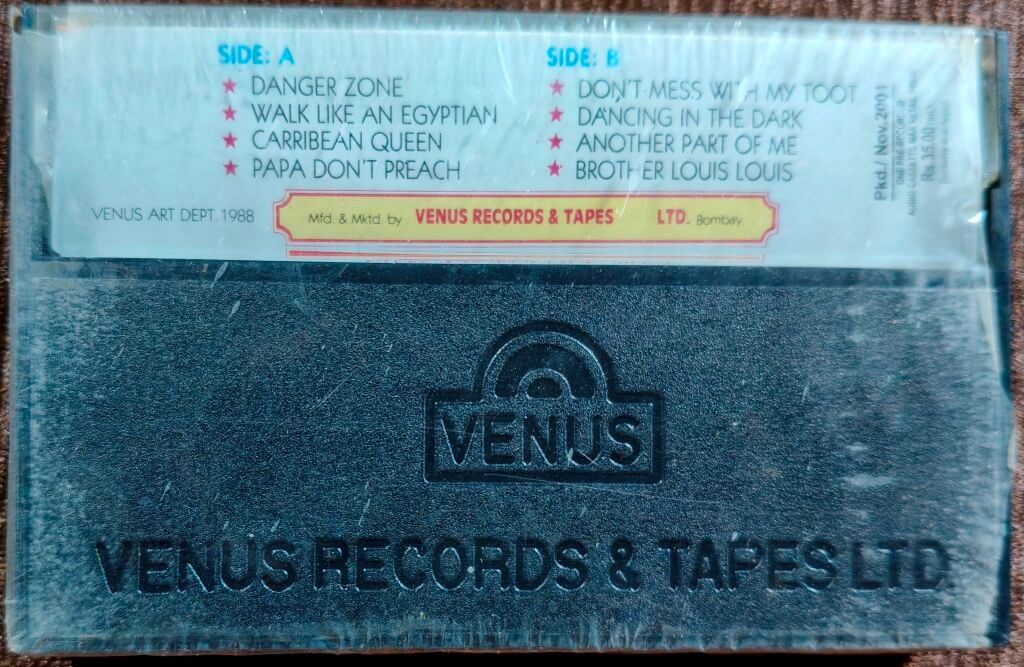 SIDE: A
★ DANGER ZONE
★ WALK LIKE AN EGYPTIAN
★ CARRIBEAN QUEEN
★ PAPA DON'T PREACH
SIDE: B
★ DON'T MESS WITH MY TOOT
★ DANCING IN THE DARK
★ ANOTHER PART OF ME
★ BROTHER LOUIS LOUIS
VENUS ART DEPT. 1988
Mfd. & Mktd. by : VENUS RECORDS & TAPES LTD. Bombay.
Pkd./ Nov.2001
Rs.35.00
VENUS
VENUS RECORDS & TAPES LTD